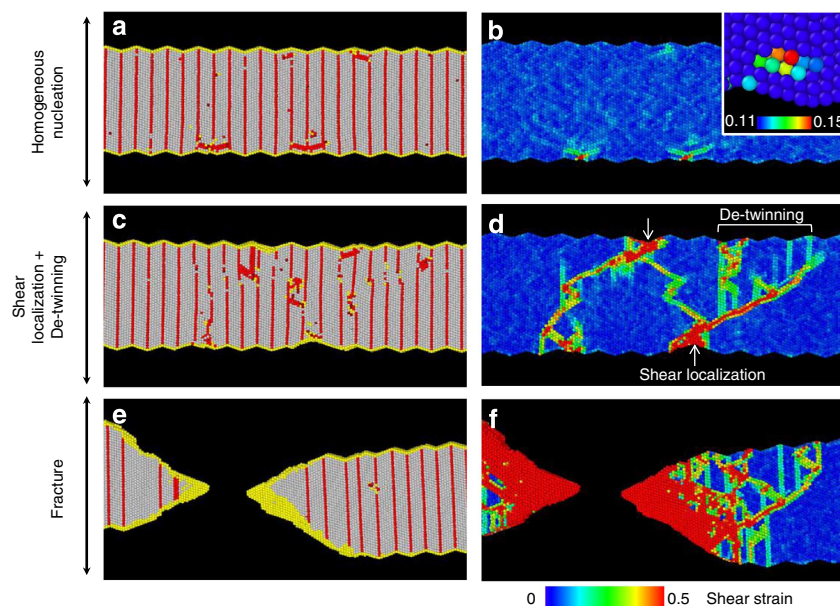 Homogeneous
nucleation
a
b
0.11
0.15
Shear
localization +
De-twinning
c
d
De-twinning
Shear localization
Fracture
e
f
0
0.5
Shear strain